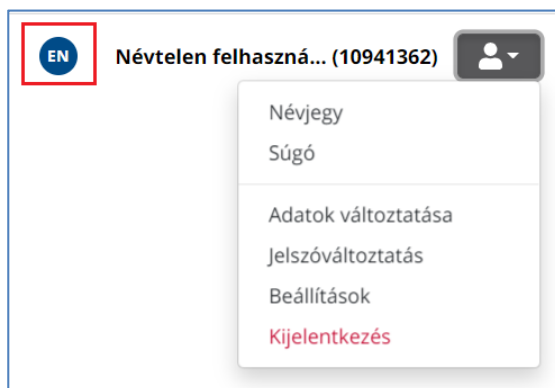 EN Névtelen felhaszná... (10941362)
Névjegy
Súgó
Adatok változtatása
Jelszóváltoztatás
Beállítások
Kijelentkezés